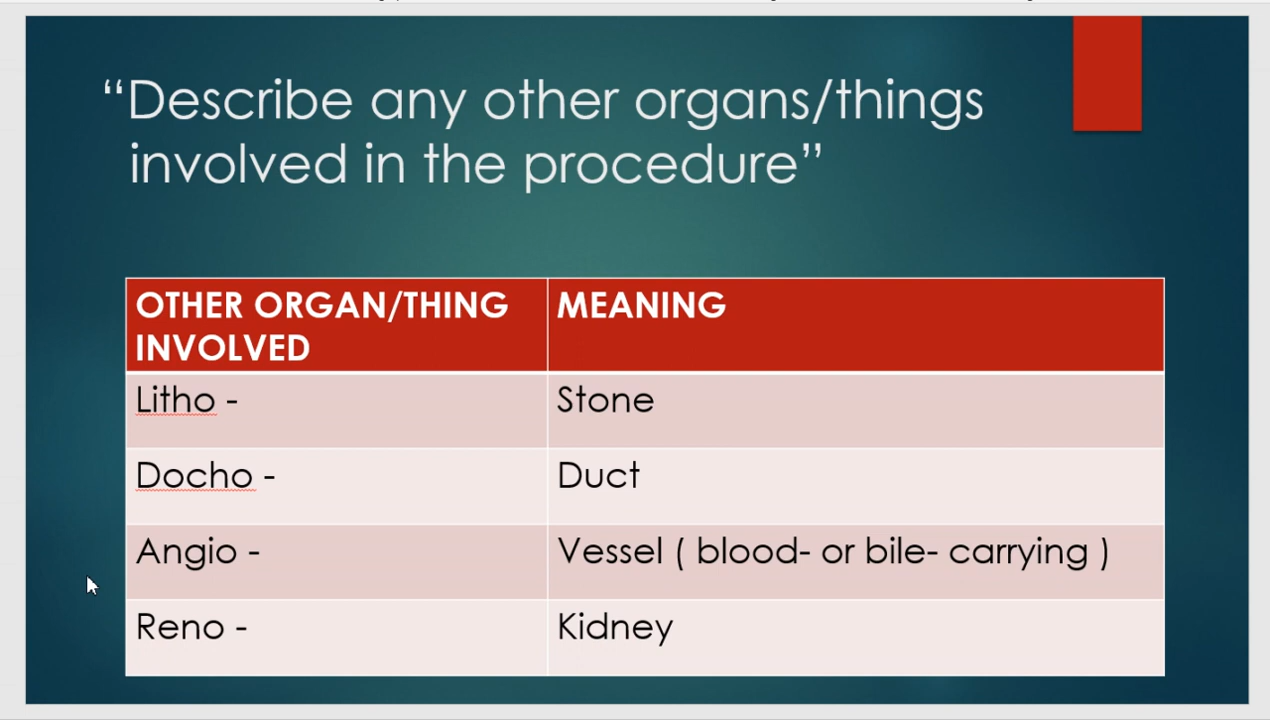 “Describe any other organs/things
involved in the procedure”
OTHER ORGAN/THING
INVOLVED
MEANING
Litho -
Stone
Docho -
Duct
Angio -
Vessel ( blood- or bile- carrying )
Reno -
Kidney